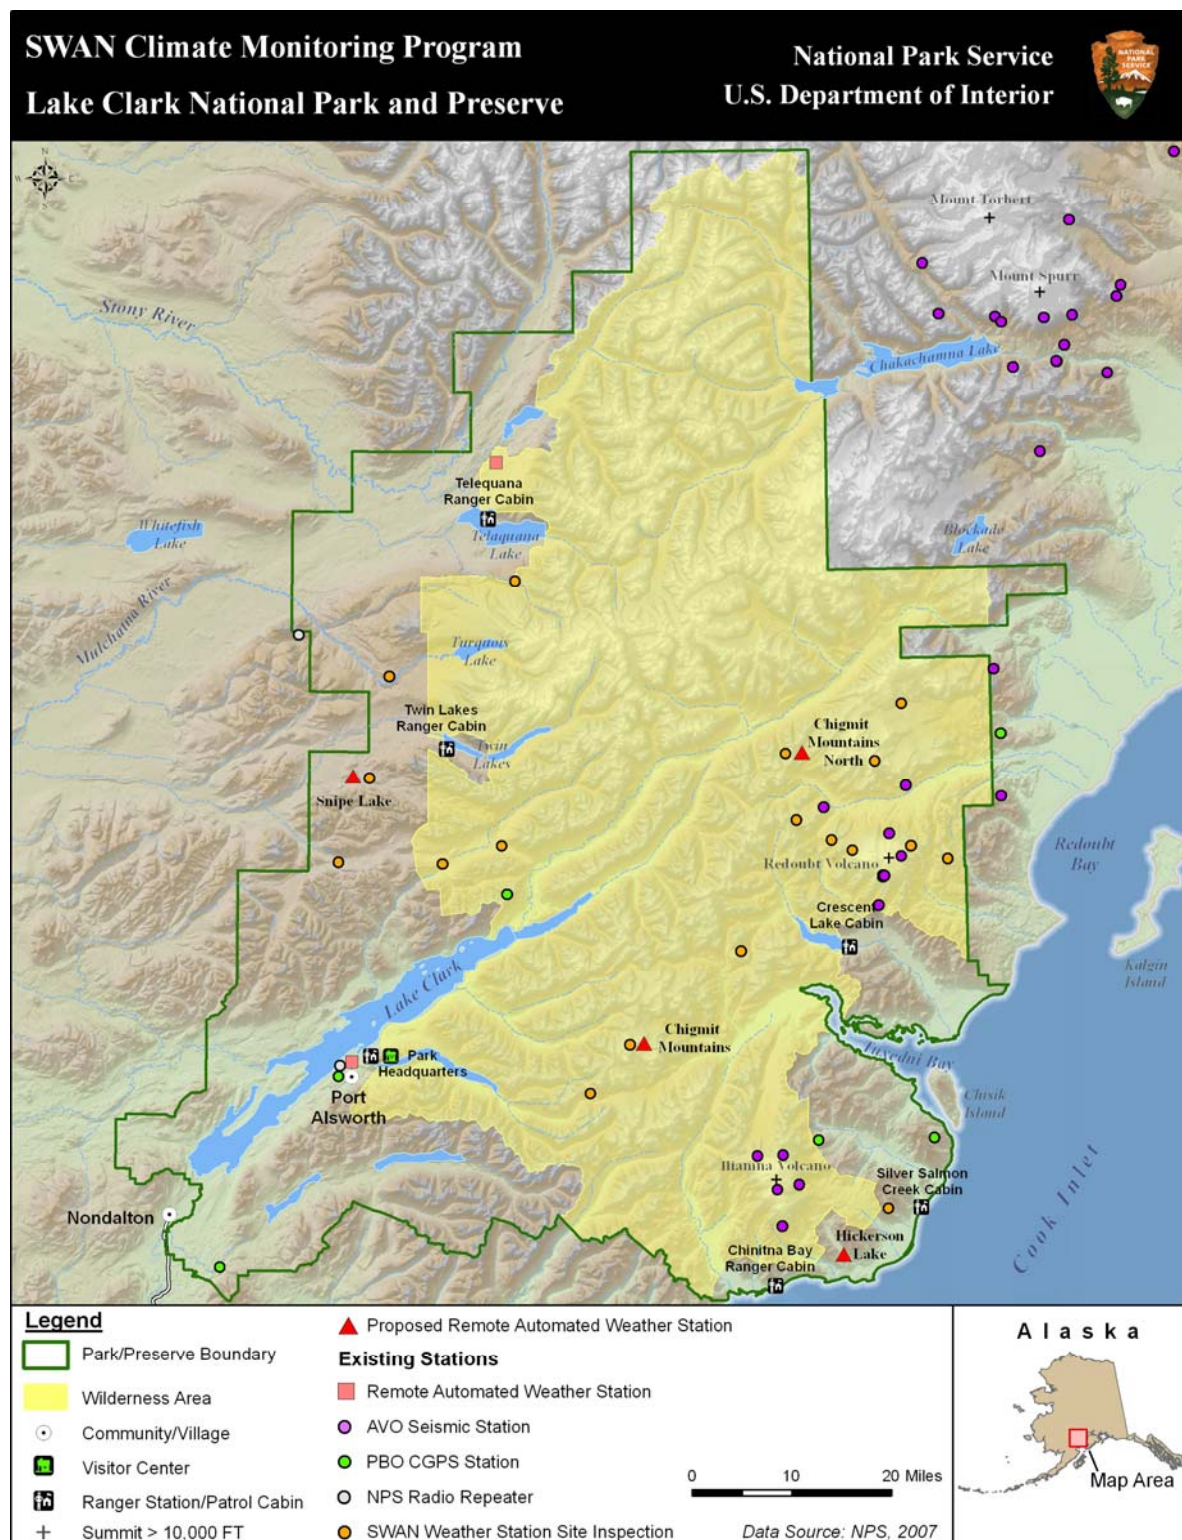 SWAN Climate Monitoring Program
Lake Clark National Park and Preserve
National Park Service
U.S. Department of Interior
NATIONAL
PARK
SERVICE
N
W
E
S
Mount Torbert
Mount Spurr
Stony River
Chakachamna Lake
Telequana
Ranger Cabin
Whitefish
Lake
Telaquana
Lake
Blockade
Lake
Mulchatna River
Turquois
Lake
Twin Lakes
Ranger Cabin
Twin
Lakes
Chigmit
Mountains
North
Snipe Lake
Redoubt
Bay
Redoubt Volcano
Crescent
Lake Cabin
Kalgin
Island
Lake Clark
Chigmit
Mountains
Tuxedni Bay
Park
Headquarters
Port
Alsworth
Chisik
Island
Iliamna Volcano
Silver Salmon
Creek Cabin
Cook Inlet
Nondalton
Hickerson
Lake
Chinitna Bay
Ranger Cabin
Legend
Park/Preserve Boundary
Wilderness Area
Community/Village
Visitor Center
Ranger Station/Patrol Cabin
Summit > 10,000 FT
Proposed Remote Automated Weather Station
Existing Stations
Remote Automated Weather Station
AVO Seismic Station
PBO CGPS Station
NPS Radio Repeater
SWAN Weather Station Site Inspection
0 10 20 Miles
Data Source: NPS, 2007
Alaska
Map Area